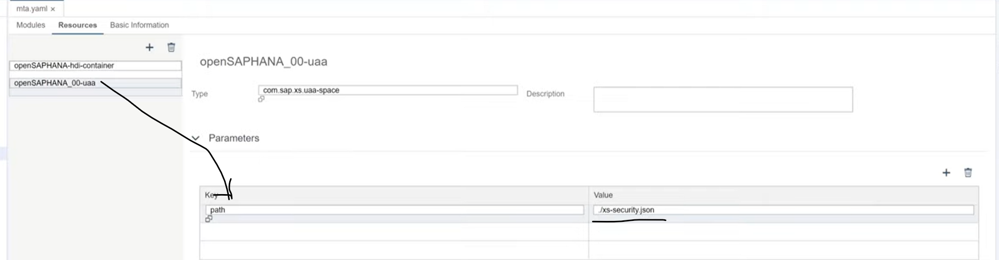 mta.yaml ×
Modules Resources Basic Information
openSAPHANA-hdi-container
openSAPHANA_00-uaa
openSAPHANA_00-uaa
Type com.sap.xs.uaa-space Description
Parameters
Key Value
path ./xs-security.json